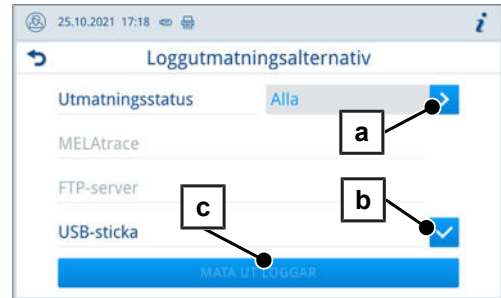 25.10.2021 17:18
i
Loggutmatningsalternativ
Utmatningsstatus Alla
a
MELAtrace
FTP-server
c b
USB-sticka
MATA UT LOGGAR